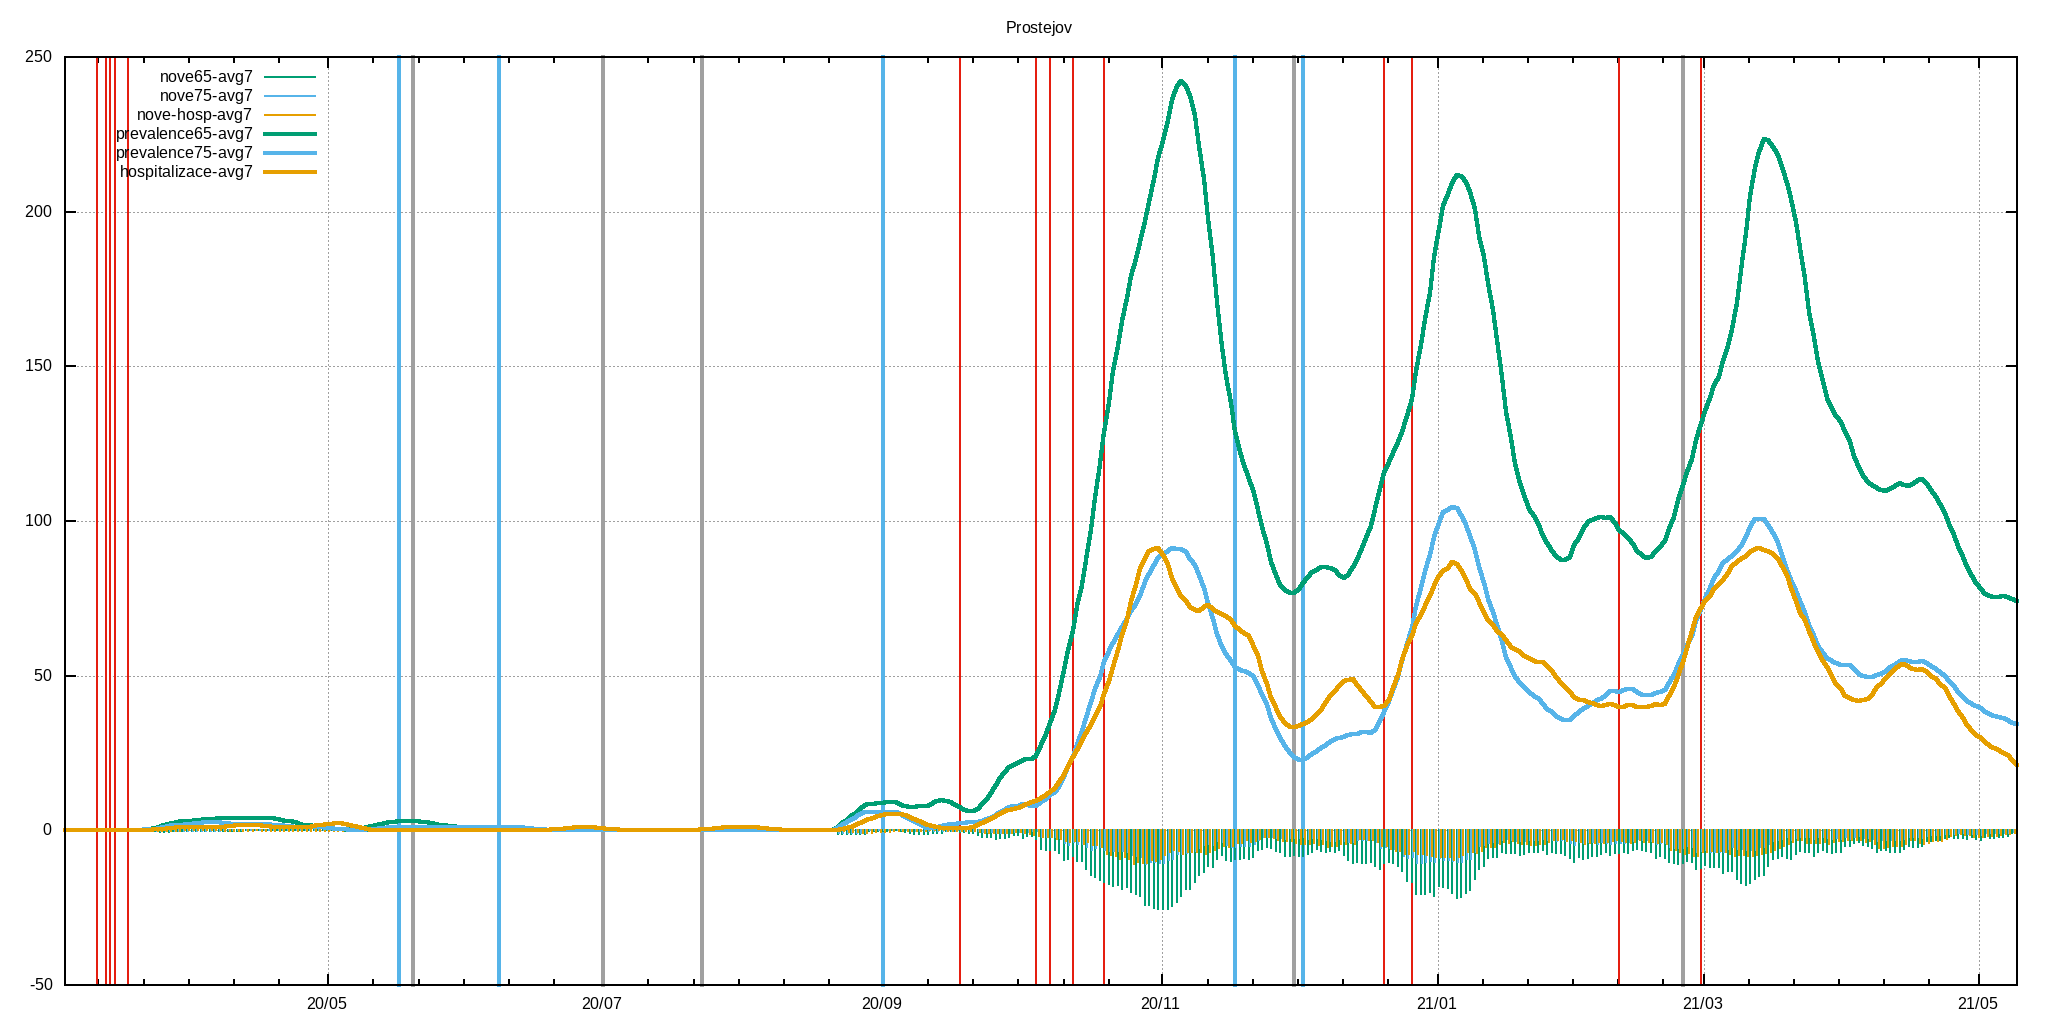 Prostejov
250
nove65-avg7
nove75-avg7
nove-hosp-avg7
prevalence65-avg7
prevalence75-avg7
hospitalizace-avg7
200
150
100
50
0
-50
20/05 20/07 20/09 20/11 21/01 21/03 21/05